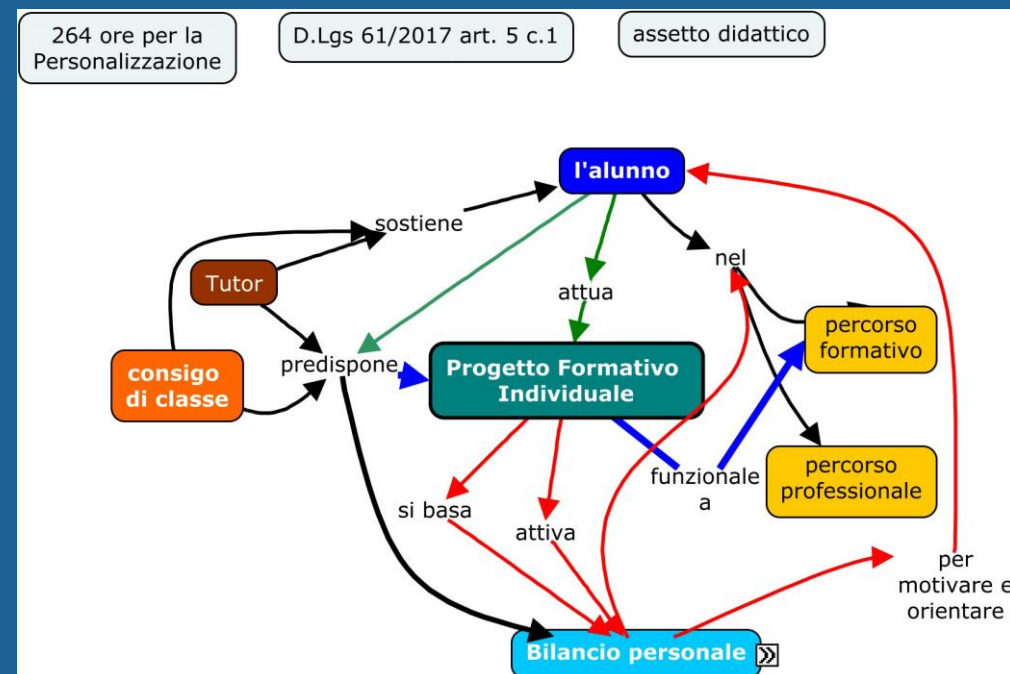 264 ore per la
Personalizzazione
D.Lgs 61/2017 art. 5 c.1
assetto didattico
l'alunno
sostiene
nel
Tutor
attua
percorso
formativo
predispone
consigo
di classe
Progetto Formativo
Individuale
funzionale
a
percorso
professionale
si basa
attiva
per
motivare e
orientare
Bilancio personale